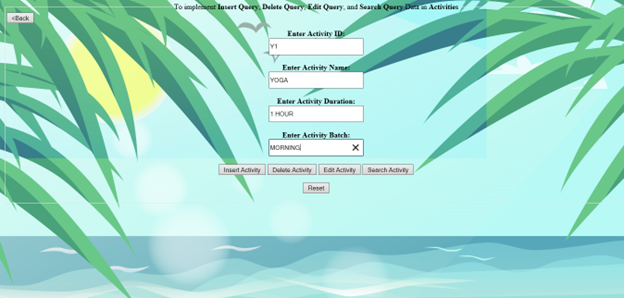 To implement Insert Query, Delete Query, Edit Query, and Search Query Data in Activities
<Back
Enter Activity ID:
Y1
Enter Activity Name:
YOGA
Enter Activity Duration:
1 HOUR
Enter Activity Batch:
MORNING
Insert Activity Delete Activity Edit Activity Search Activity
Reset